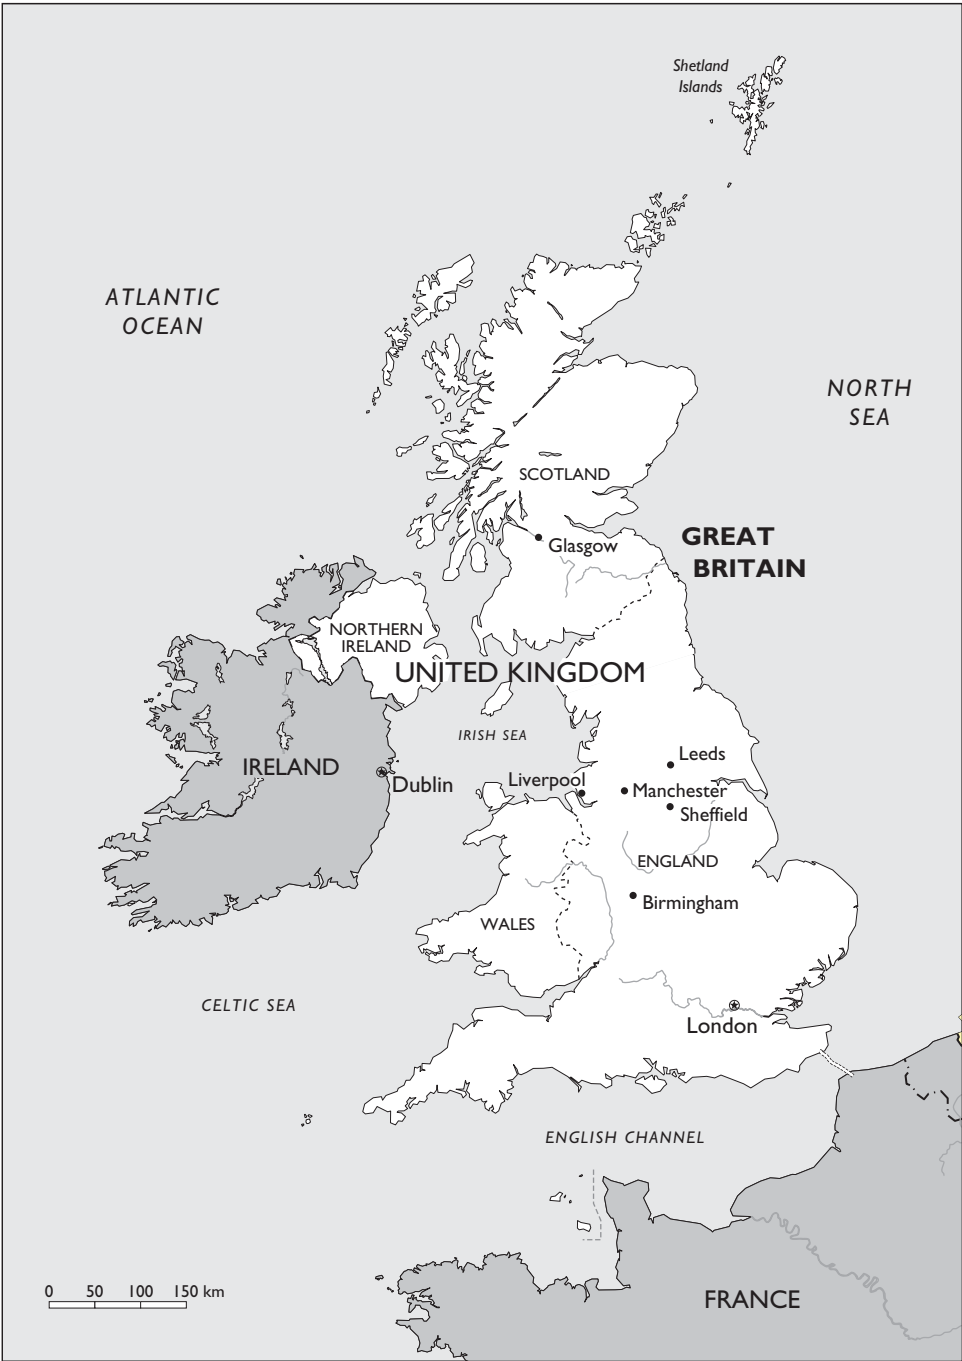 Shetland
Islands
ATLANTIC
OCEAN
NORTH
SEA
SCOTLAND
GREAT
BRITAIN
Glasgow
NORTHERN
IRELAND
UNITED KINGDOM
IRISH SEA
Leeds
IRELAND
Dublin
Liverpool
Manchester
Sheffield
ENGLAND
Birmingham
WALES
CELTIC SEA
London
ENGLISH CHANNEL
0 50 100 150 km
FRANCE